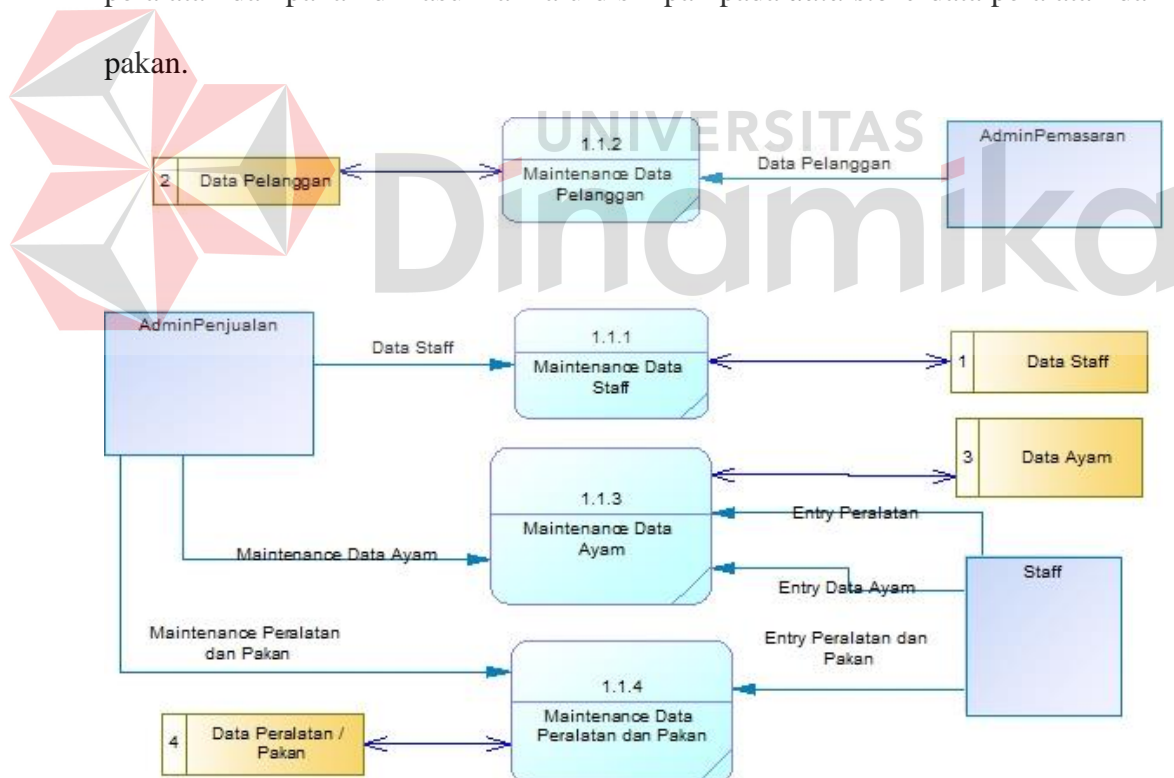 pakan.
UNIVERSITAS
Dinamika
1.1.2
Maintenance Data
Pelanggan
2
Data Pelanggan
Data Pelanggan
AdminPemasaran
AdminPenjualan
Data Staff
1.1.1
Maintenance Data
Staff
1
Data Staff
3
Data Ayam
1.1.3
Maintenance Data
Ayam
Maintenance Data Ayam
Entry Peralatan
Entry Data Ayam
Staff
Maintenance Peralatan
dan Pakan
Entry Peralatan dan
Pakan
1.1.4
Maintenance Data
Peralatan dan Pakan
4
Data Peralatan /
Pakan